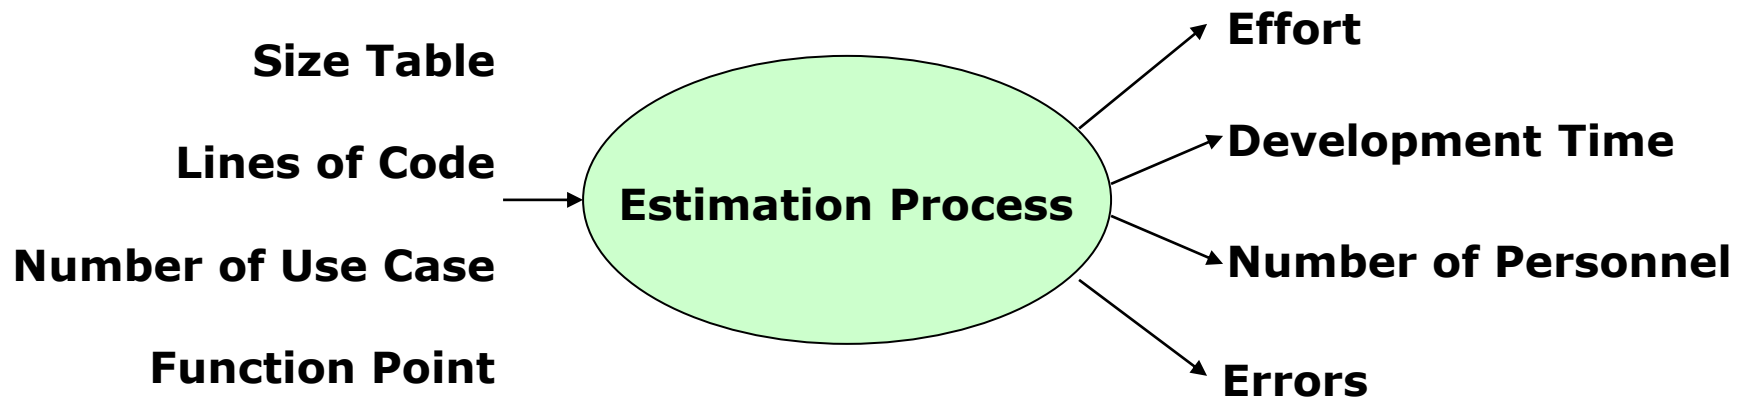 Size Table
Lines of Code
Number of Use Case
Function Point
Estimation Process
Effort
Development Time
Number of Personnel
Errors